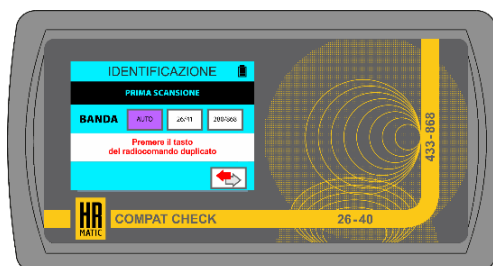 IDENTIFICAZIONE
PRIMA SCANSIONE
BANDA AUTO 26/41 200/868
Premere il tasto
del radiocomando duplicato
433-868
HR
MATIC
COMPAT CHECK
26-40